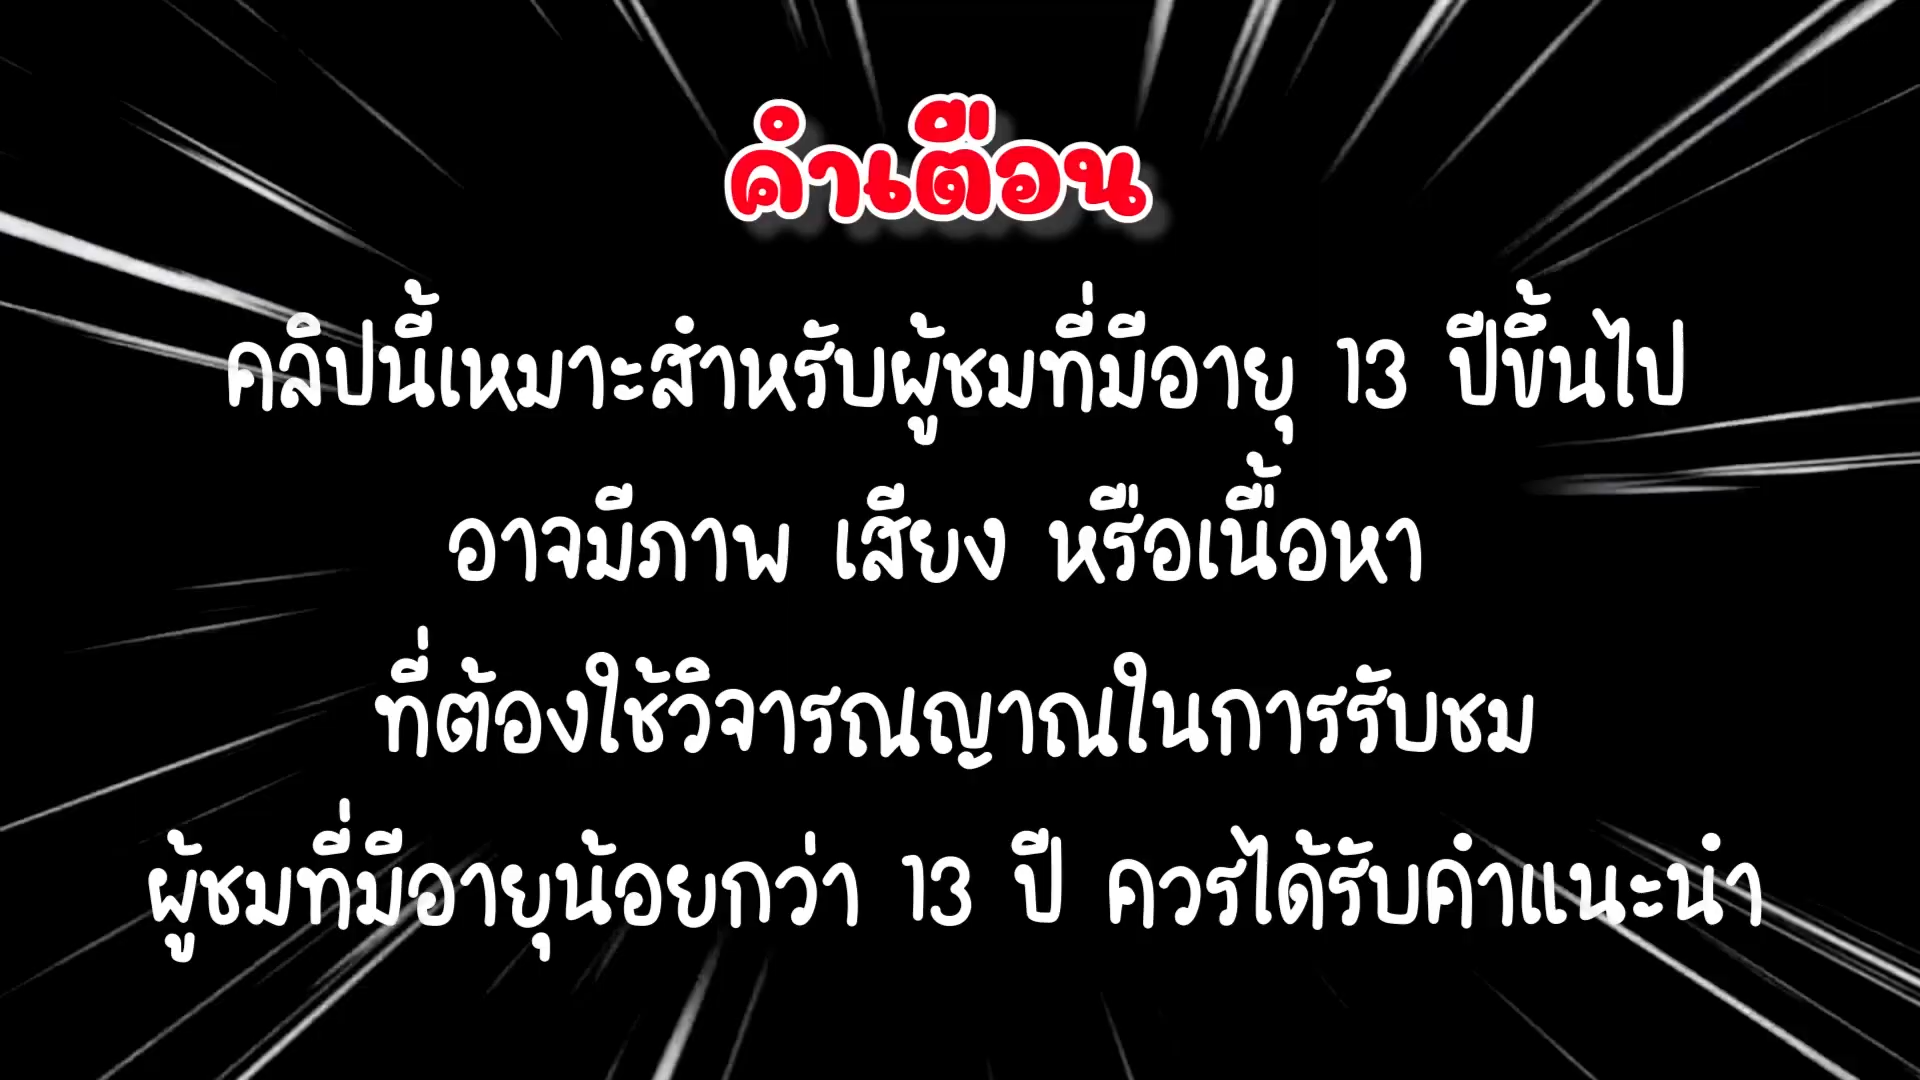 คำเตือน
คลิปนี้เหมาะสำหรับผู้ชมที่มีอายุ 13 ปีขึ้นไป
อาจมีภาพ เสียง หรือเนื้อหา
ที่ต้องใช้วิจารณญาณในการรับชม
ผู้ชมที่มีอายุน้อยกว่า 13 ปี ควรได้รับคำแนะนำ